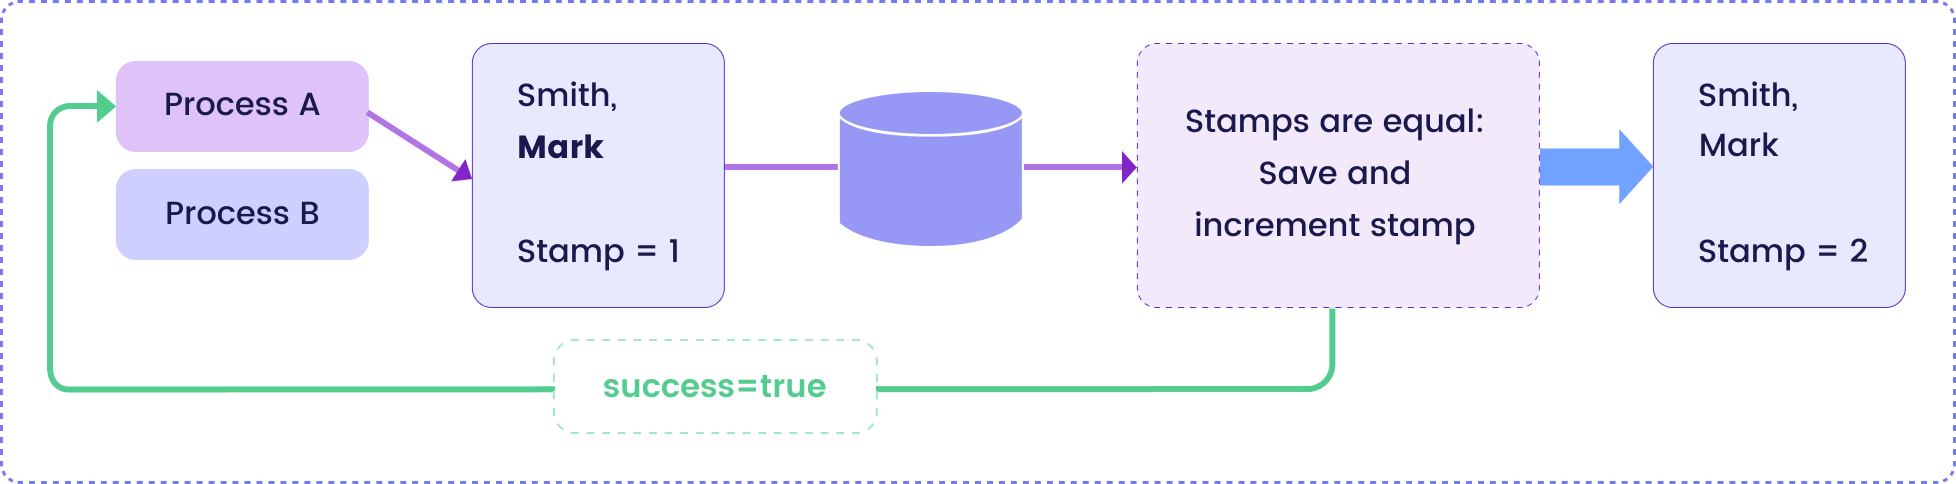 Process A
Process B
Smith,
Mark
Stamp = 1
Stamps are equal:
Save and
increment stamp
Smith,
Mark
Stamp = 2
success=true